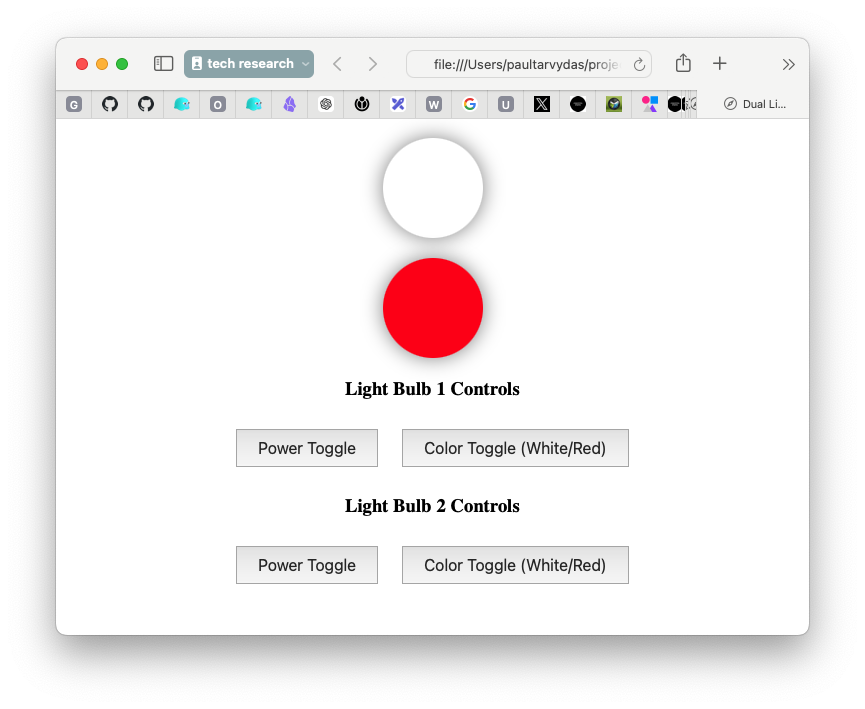 tech research
file:///Users/paultarvydas/proje
G
O
W
G
U
Dual Li...
Light Bulb 1 Controls
Power Toggle
Color Toggle (White/Red)
Light Bulb 2 Controls
Power Toggle
Color Toggle (White/Red)